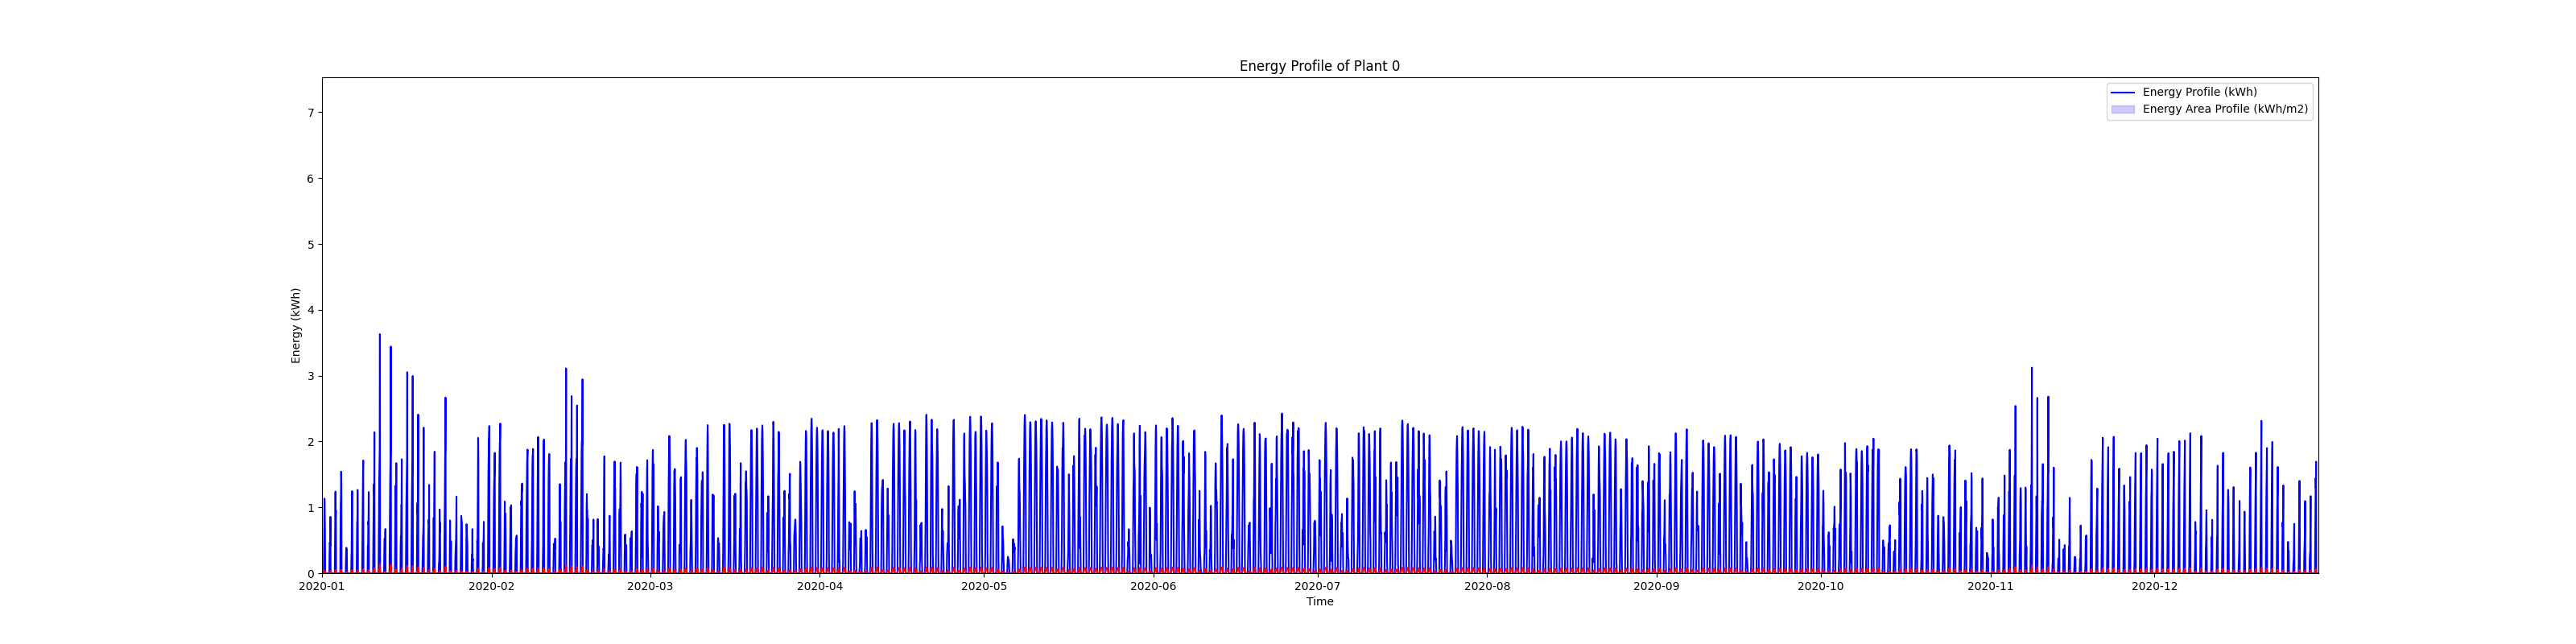 Energy Profile of Plant 0
Energy Profile (kWh)
Energy Area Profile (kWh/m2)
7
6
5
4
3
2
1
0
Energy (kWh)
2020-01 2020-02 2020-03 2020-04 2020-05 2020-06 2020-07 2020-08 2020-09 2020-10 2020-11 2020-12
Time